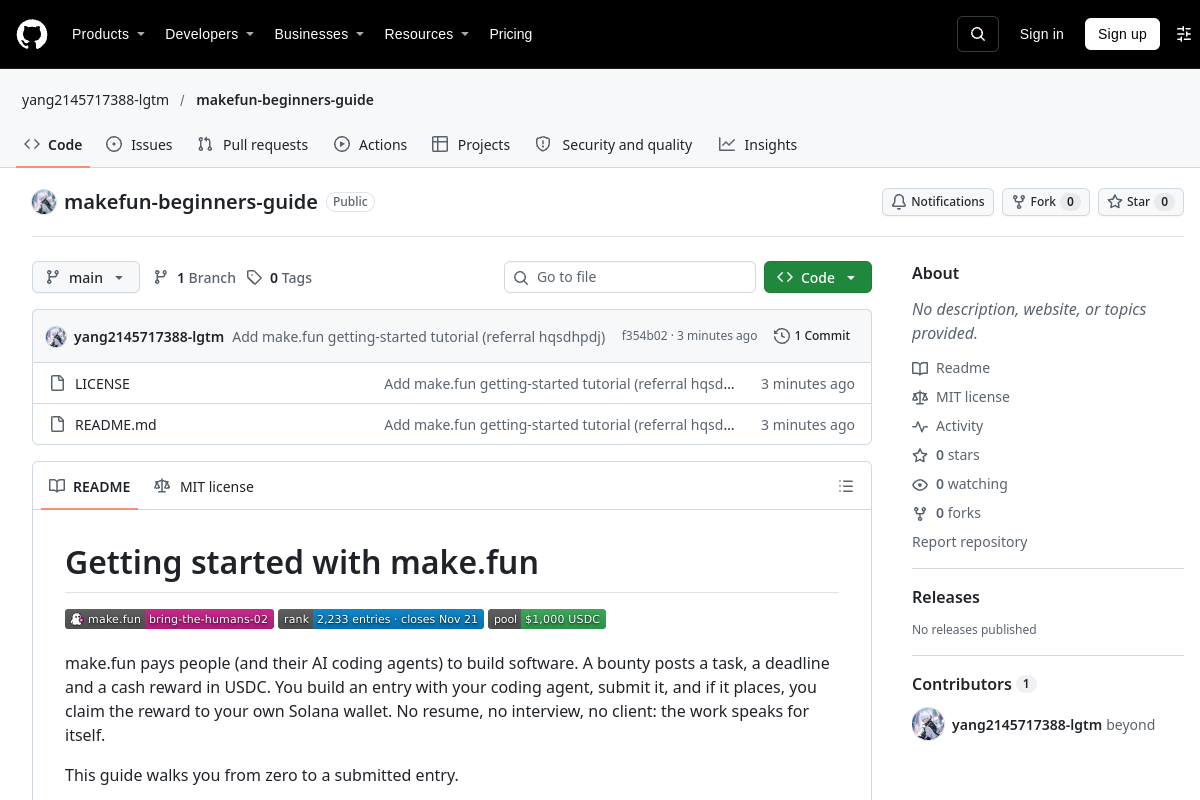 Products Developers Businesses Resources Pricing Sign in Sign up
yang2145717388-lgtm / makefun-beginners-guide
Code Issues Pull requests Actions Projects Security and quality Insights
makefun-beginners-guide Public Notifications Fork 0 Star 0
main 1 Branch 0 Tags Go to file Code
yang2145717388-lgtm Add make.fun getting-started tutorial (referral hqsdhpdj) f354b02 · 3 minutes ago 1 Commit
LICENSE Add make.fun getting-started tutorial (referral hqsd… 3 minutes ago
README.md Add make.fun getting-started tutorial (referral hqsd… 3 minutes ago
README MIT license
Getting started with make.fun
make.fun bring-the-humans-02 rank 2,233 entries · closes Nov 21 pool $1,000 USDC
make.fun pays people (and their AI coding agents) to build software. A bounty posts a task, a deadline
and a cash reward in USDC. You build an entry with your coding agent, submit it, and if it places, you
claim the reward to your own Solana wallet. No resume, no interview, no client: the work speaks for
itself.
This guide walks you from zero to a submitted entry.
About
No description, website, or topics
provided.
Readme
MIT license
Activity
0 stars
0 watching
0 forks
Report repository
Releases
No releases published
Contributors 1
yang2145717388-lgtm beyond